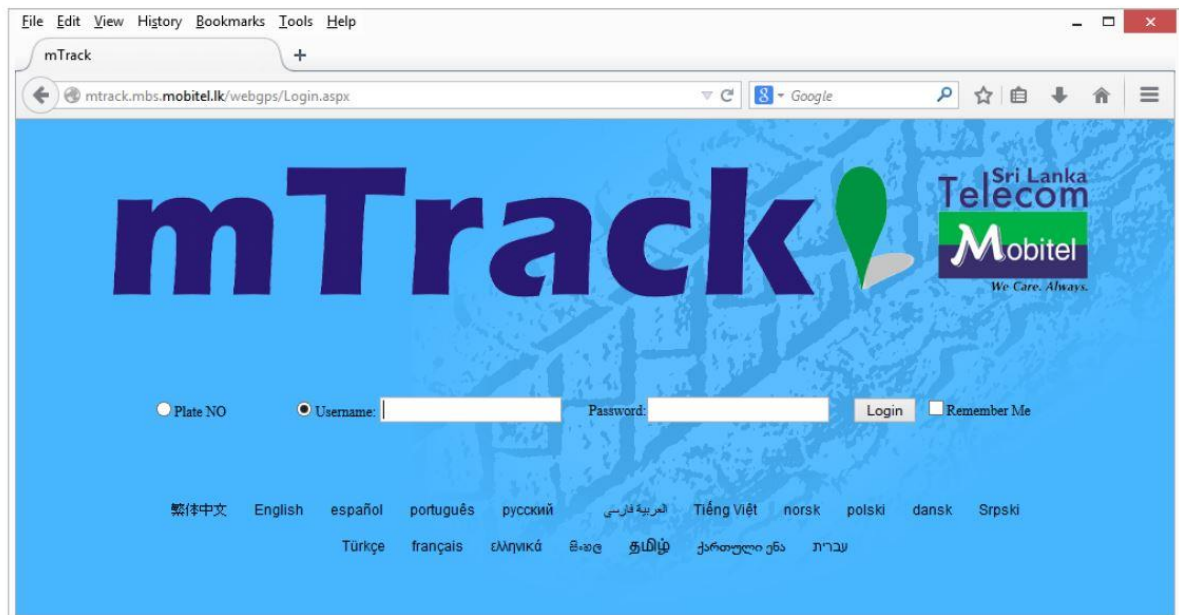 File Edit View History Bookmarks Tools Help
mTrack
mtrack.mbs.mobitel.lk/webgps/Login.aspx
8 Google
mTrack
Sri Lanka
Telecom
Mobitel
We Care. Always.
Plate NO Username: Password: Login Remember Me
繁体中文 English español português русский العربية فارسی Tiếng Việt norsk polski dansk Srpski
Türkçe français ελληνικά සිංහල தமிழ் ქართული ენა עברית